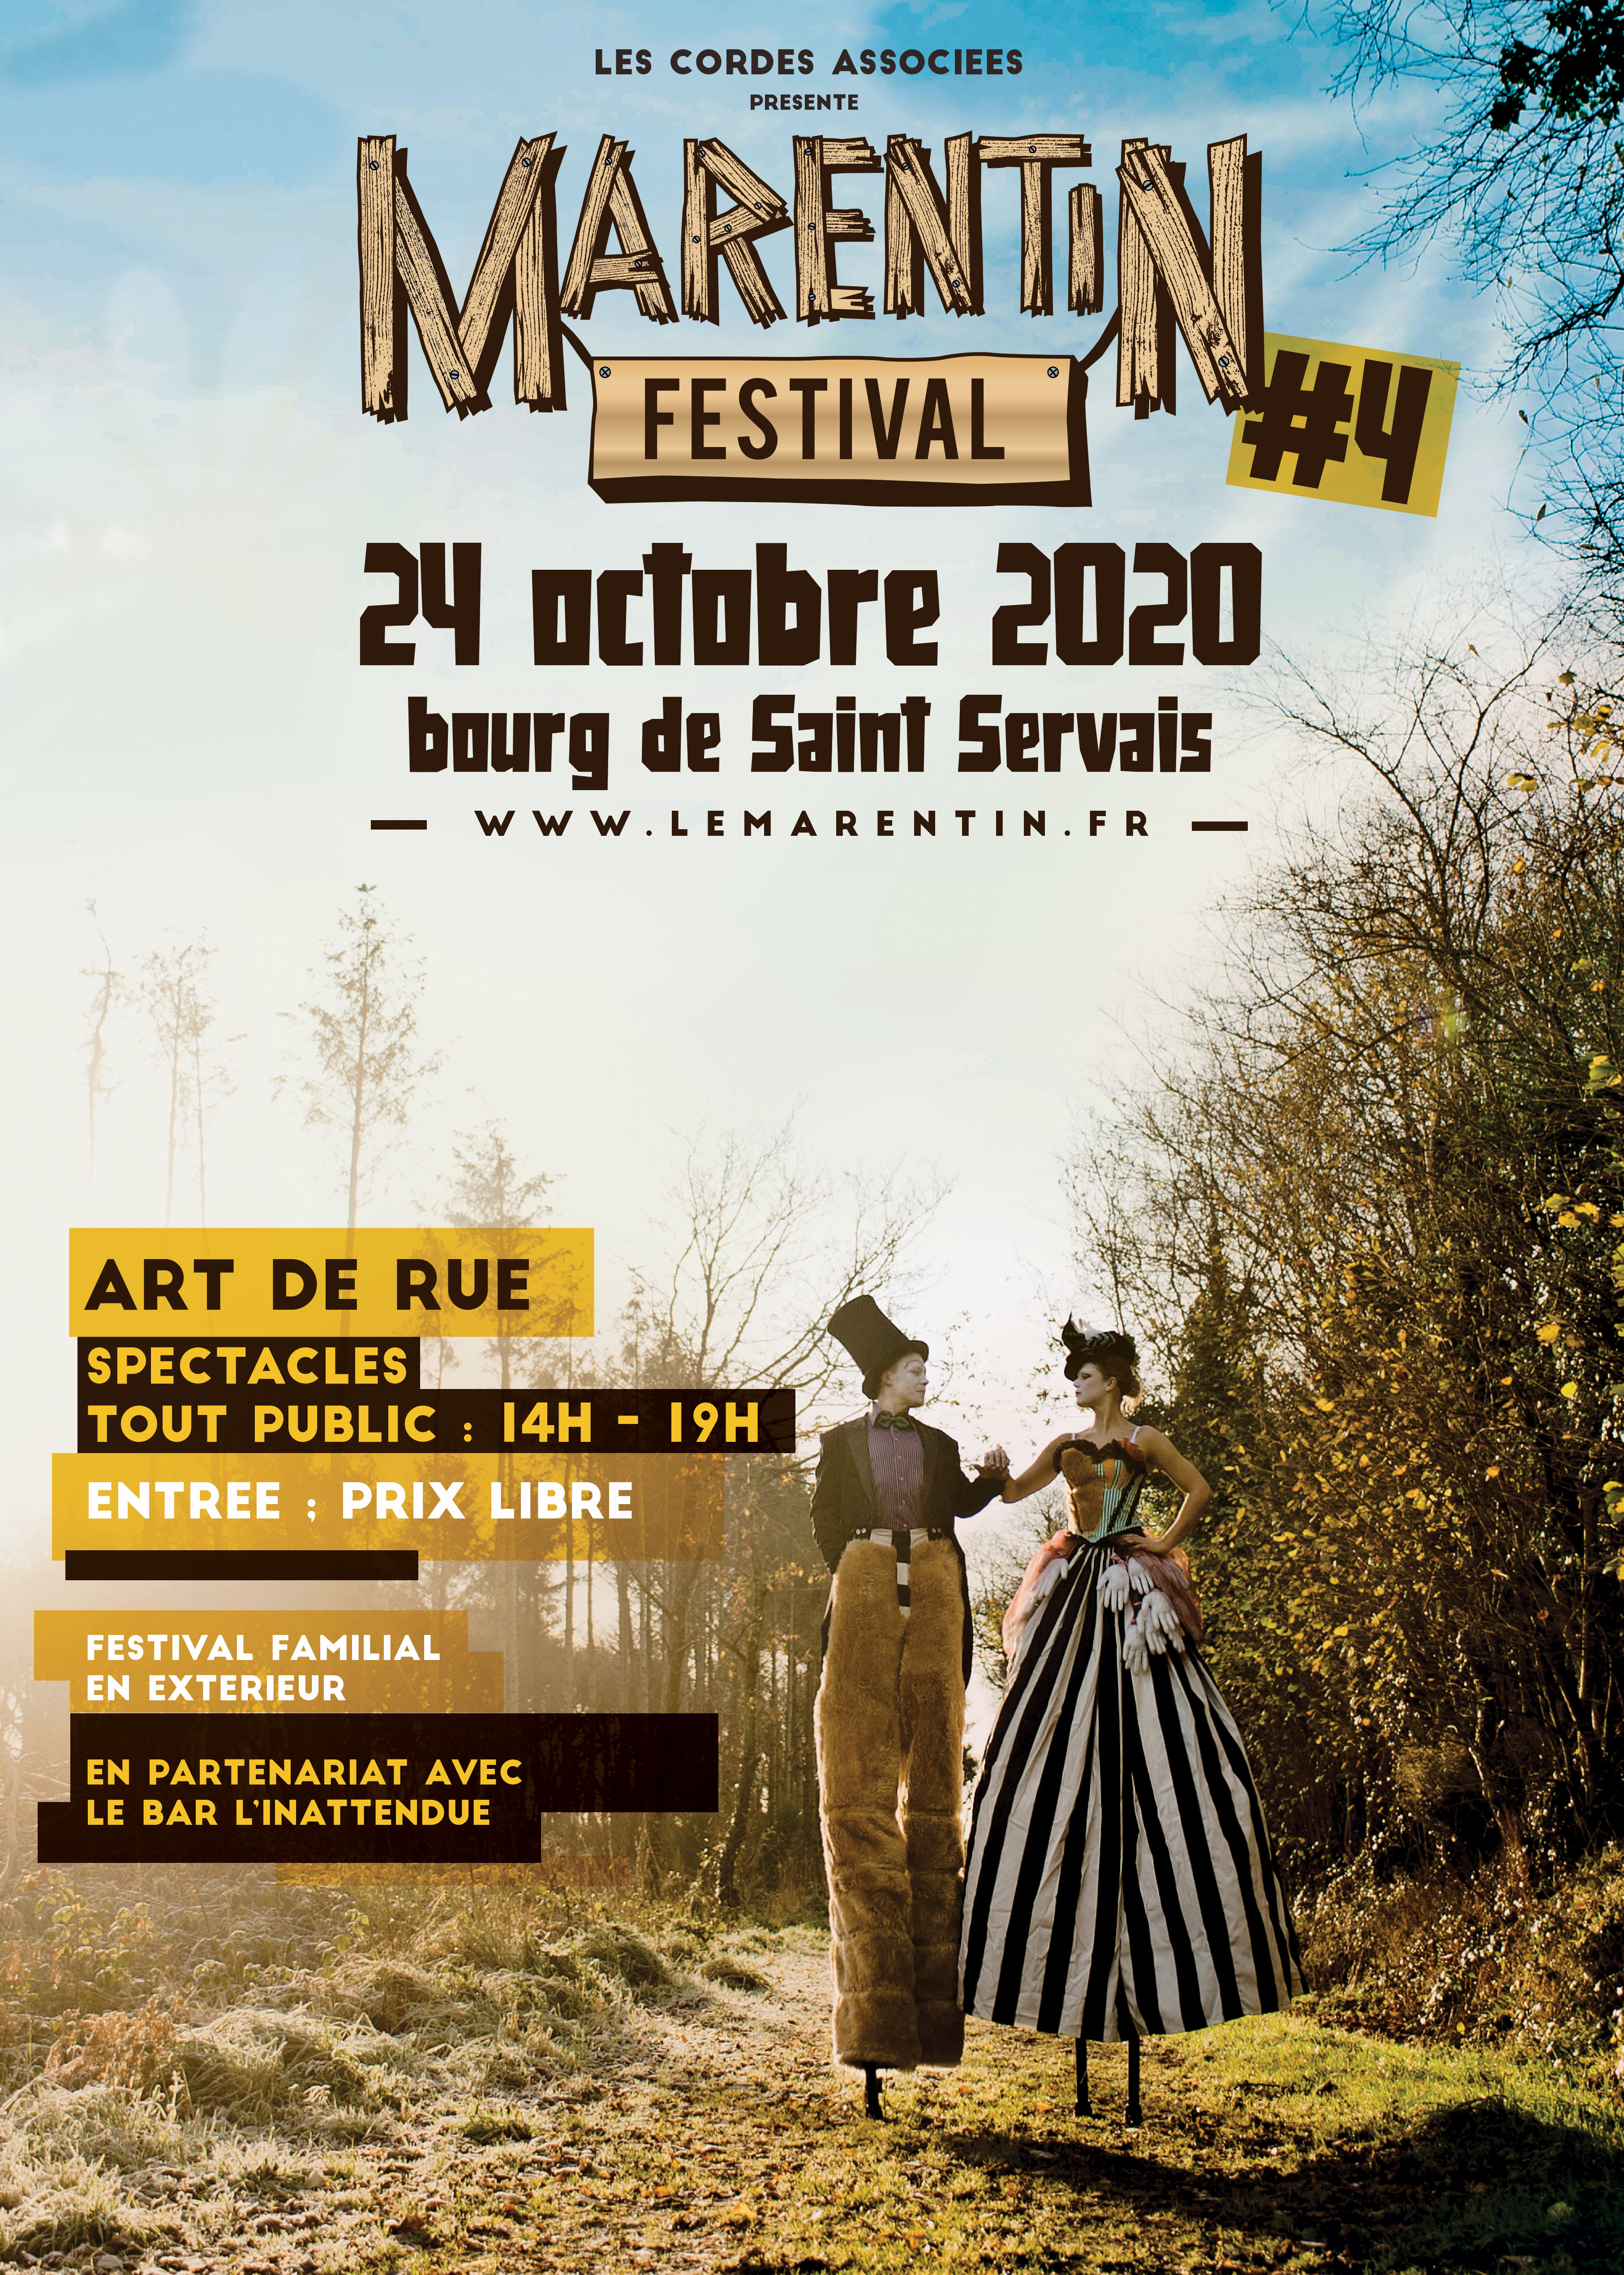 LES CORDES ASSOCIEES
PRESENTE
MARENTiN
FESTIVAL
#4
24 octobre 2020
bourg de Saint Servais
WWW.LEMARENTIN.FR
ART DE RUE
SPECTACLES
TOUT PUBLIC : 14H - 19H
ENTREE ; PRIX LIBRE
FESTIVAL FAMILIAL
EN EXTERIEUR
EN PARTENARIAT AVEC
LE BAR L'INATTENDUE